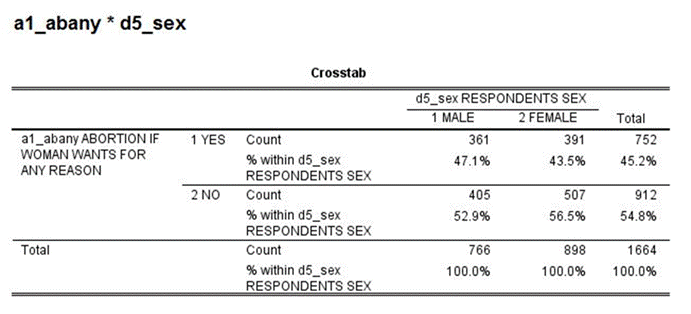 a1_abany * d5_sex
Crosstab
d5_sex RESPONDENTS SEX
1 MALE 2 FEMALE Total
a1_abany ABORTION IF WOMAN WANTS FOR ANY REASON 1 YES Count 361 391 752
% within d5_sex RESPONDENTS SEX 47.1% 43.5% 45.2%
2 NO Count 405 507 912
% within d5_sex RESPONDENTS SEX 52.9% 56.5% 54.8%
Total Count 766 898 1664
% within d5_sex RESPONDENTS SEX 100.0% 100.0% 100.0%